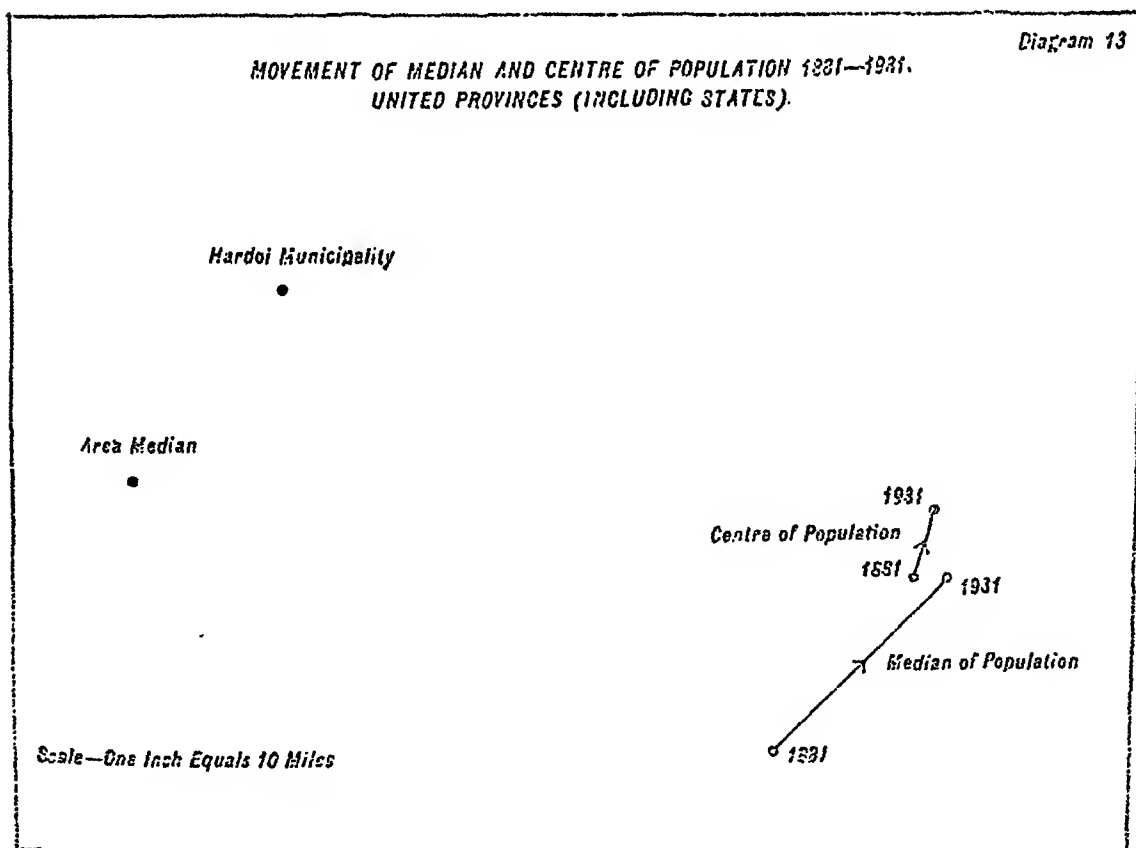 Diagram 13
MOVEMENT OF MEDIAN AND CENTRE OF POPULATION 1881—1931.
UNITED PROVINCES (INCLUDING STATES).
Hardoi Municipality
Area Median
1931
Centre of Population
1881
1931
Median of Population
1881
Scale—One Inch Equals 10 Miles